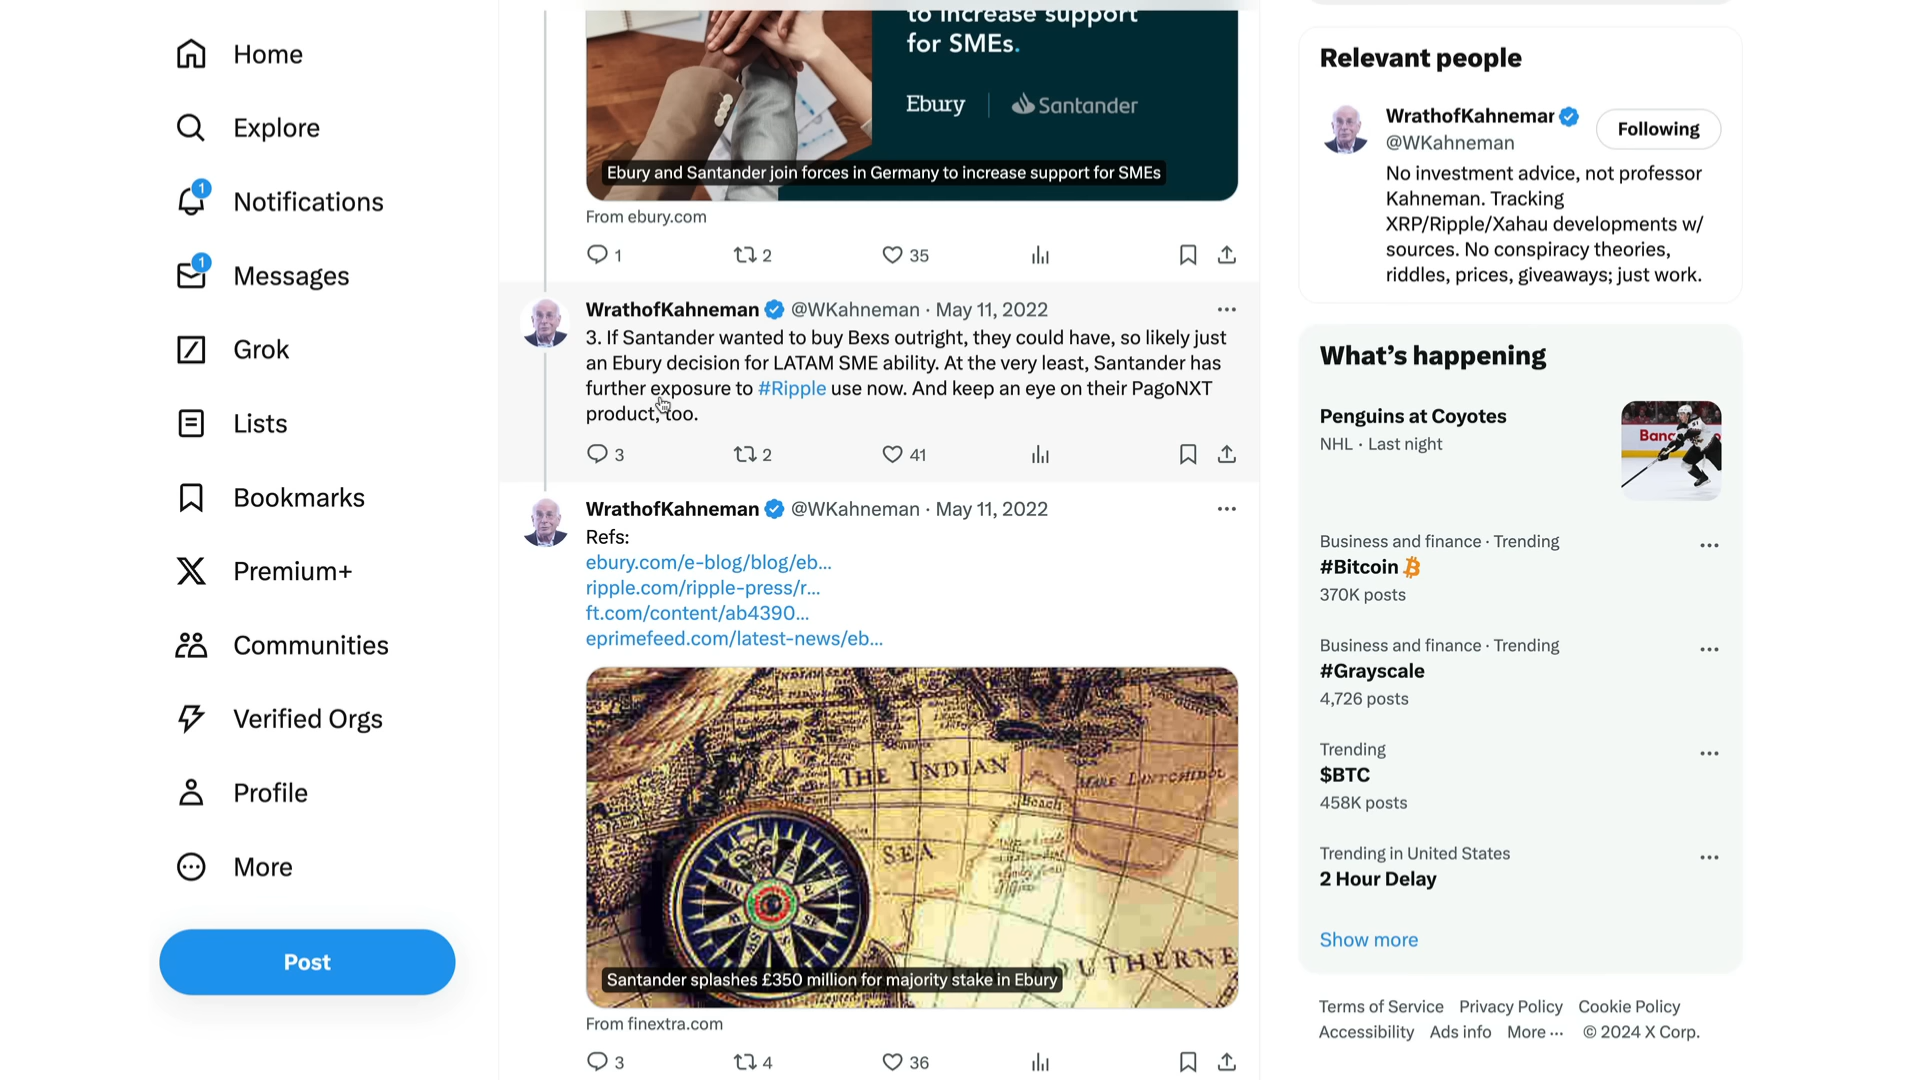 Home
Explore
1
Notifications
1
Messages
Grok
Lists
Bookmarks
Premium+
Communities
Verified Orgs
Profile
More
Post
to increase support
for SMEs.
Ebury
Santander
Ebury and Santander join forces in Germany to increase support for SMEs
From ebury.com
1 2 35
WrathofKahneman @WKahneman · May 11, 2022
3. If Santander wanted to buy Bexs outright, they could have, so likely just
an Ebury decision for LATAM SME ability. At the very least, Santander has
further exposure to #Ripple use now. And keep an eye on their PagoNXT
product, too.
3 2 41
WrathofKahneman @WKahneman · May 11, 2022
Refs:
ebury.com/e-blog/blog/eb...
ripple.com/ripple-press/r...
ft.com/content/ab4390...
eprimefeed.com/latest-news/eb...
THE INDIAN
Beach
SEA
Santander splashes £350 million for majority stake in Ebury
From finextra.com
3 4 36
Relevant people
WrathofKahneman
@WKahneman
Following
No investment advice, not professor
Kahneman. Tracking
XRP/Ripple/Xahau developments w/
sources. No conspiracy theories,
riddles, prices, giveaways; just work.
What's happening
Penguins at Coyotes
NHL · Last night
Business and finance · Trending
#Bitcoin
370K posts
Business and finance · Trending
#Grayscale
4,726 posts
Trending
$BTC
458K posts
Trending in United States
2 Hour Delay
Show more
Terms of Service Privacy Policy Cookie Policy
Accessibility Ads info More ··· © 2024 X Corp.